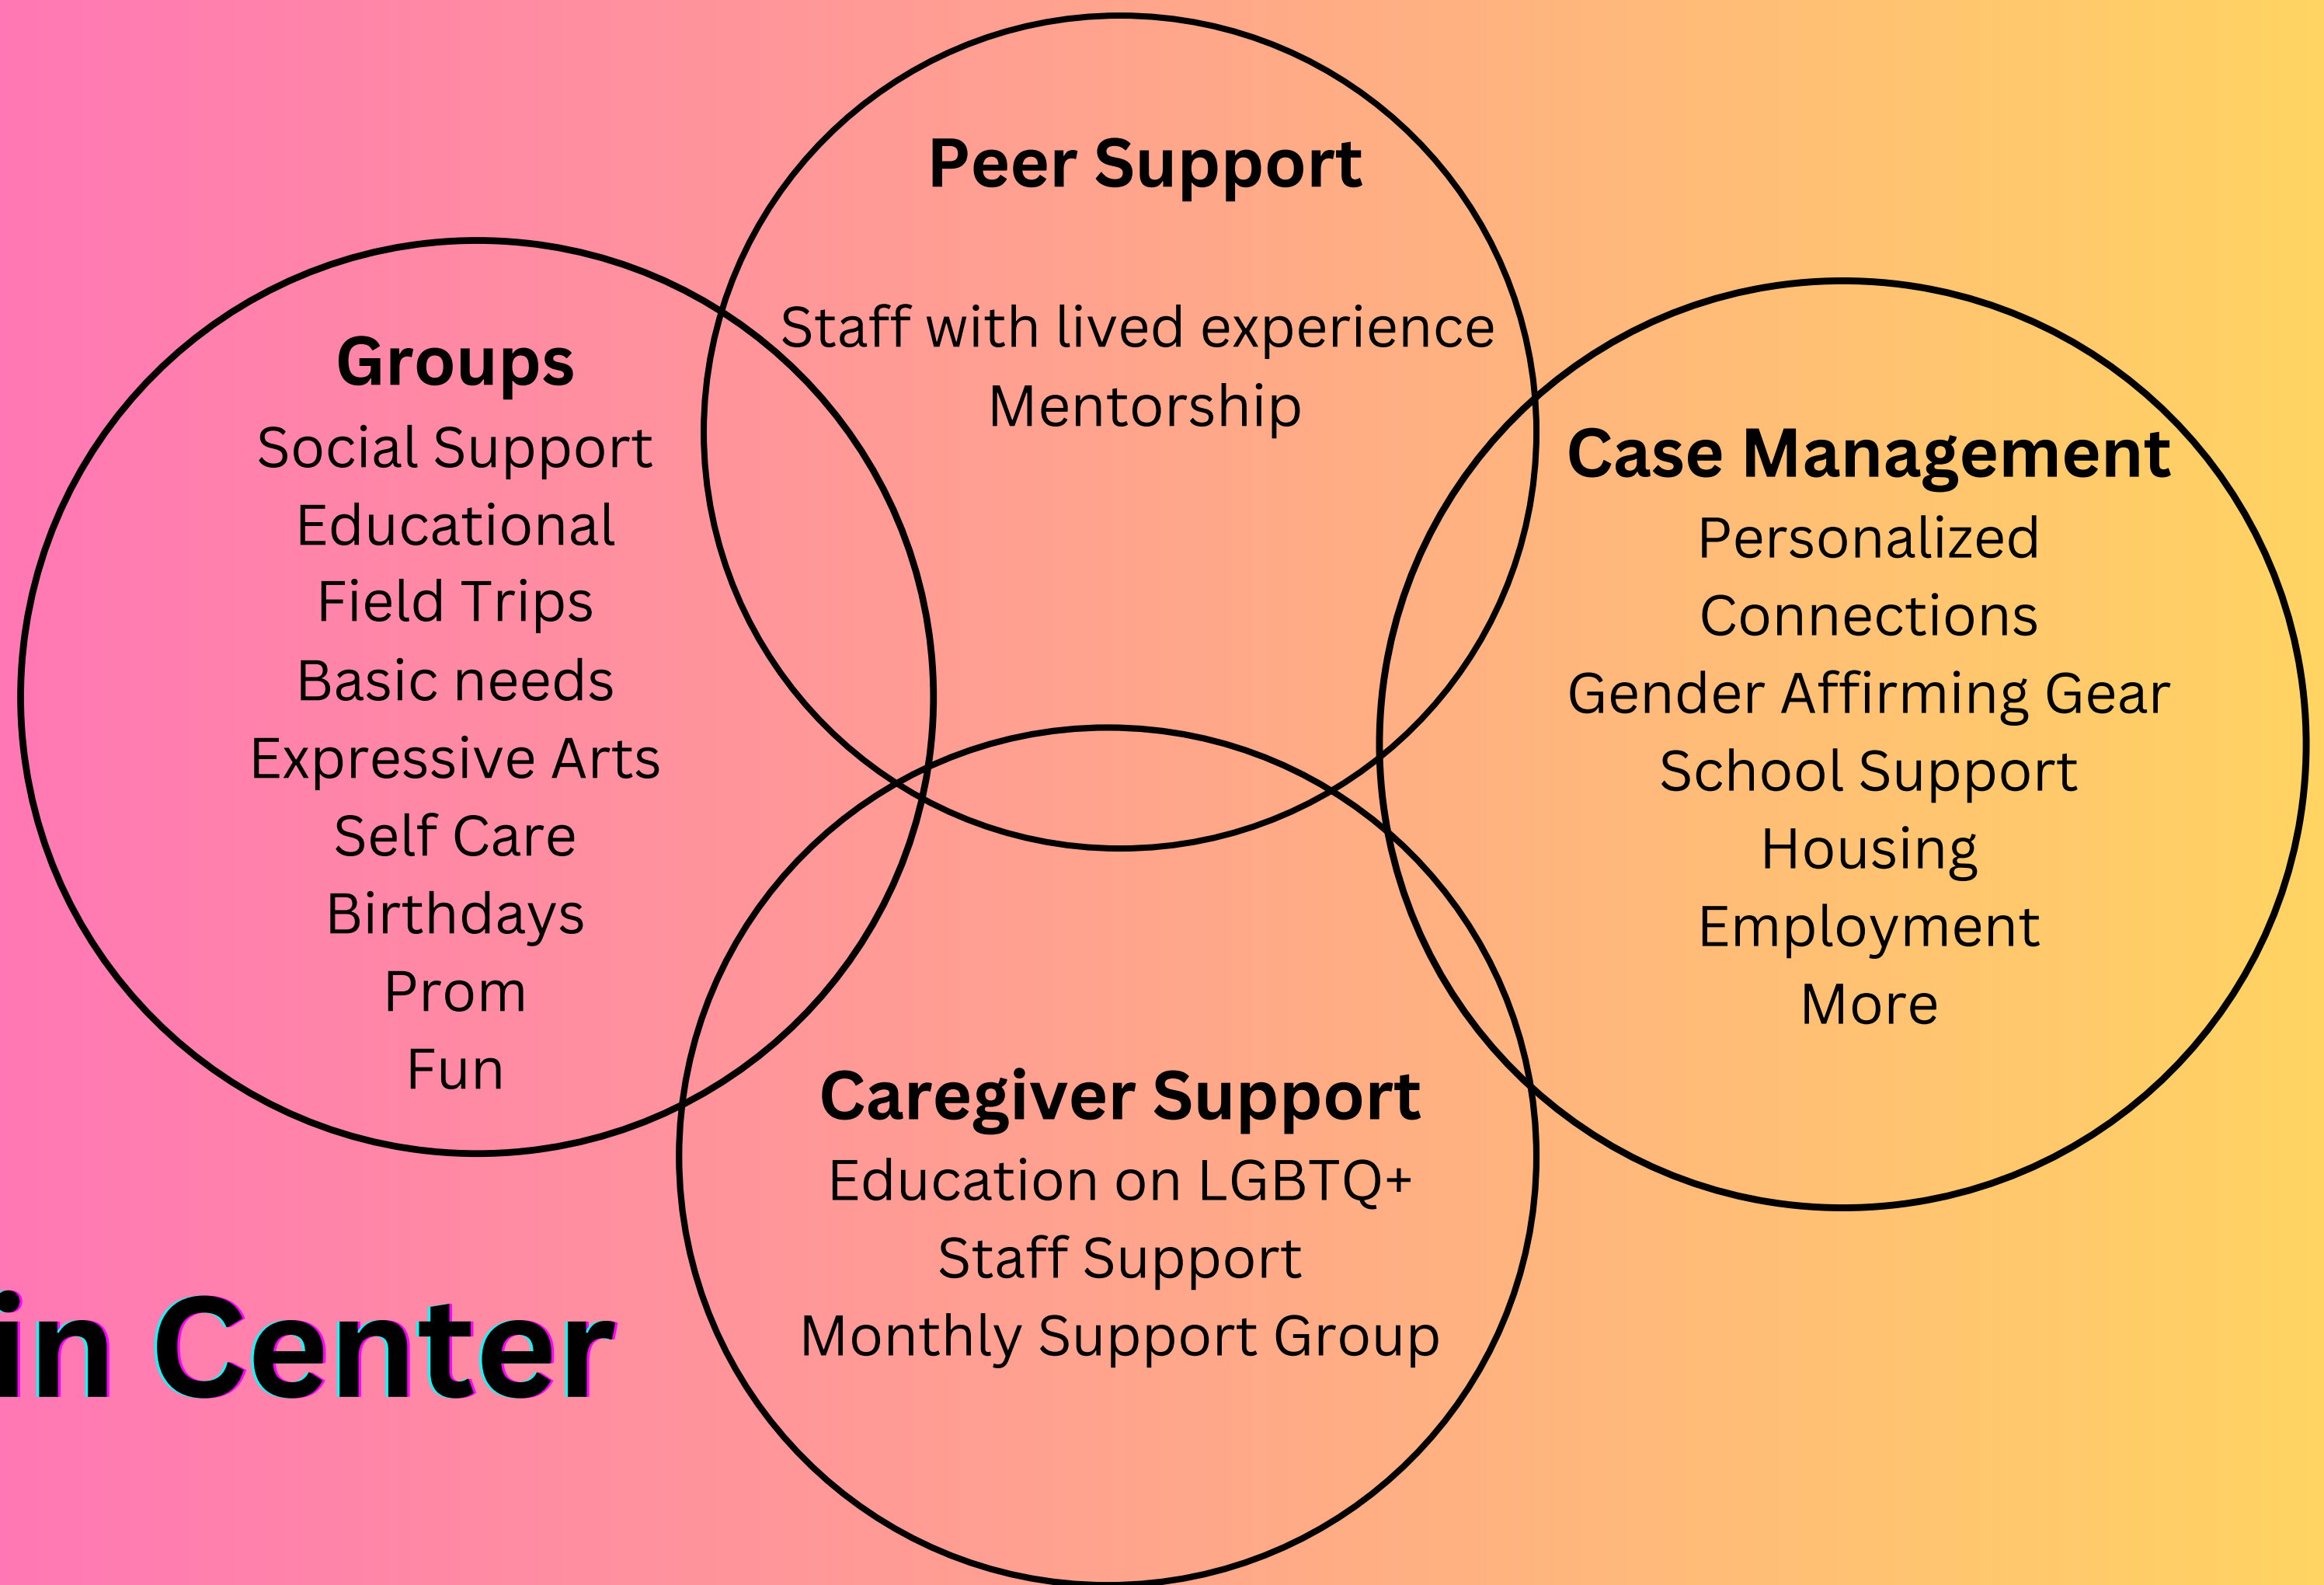 Peer Support
Staff with lived experience
Mentorship
Groups
Social Support
Educational
Field Trips
Basic needs
Expressive Arts
Self Care
Birthdays
Prom
Fun
Case Management
Personalized
Connections
Gender Affirming Gear
School Support
Housing
Employment
More
Caregiver Support
Education on LGBTQ+
Staff Support
Monthly Support Group
in Center